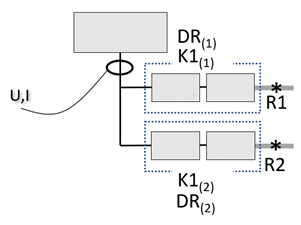 DR(1)
K1(1)
U,I
R1
R2
K1(2)
DR(2)